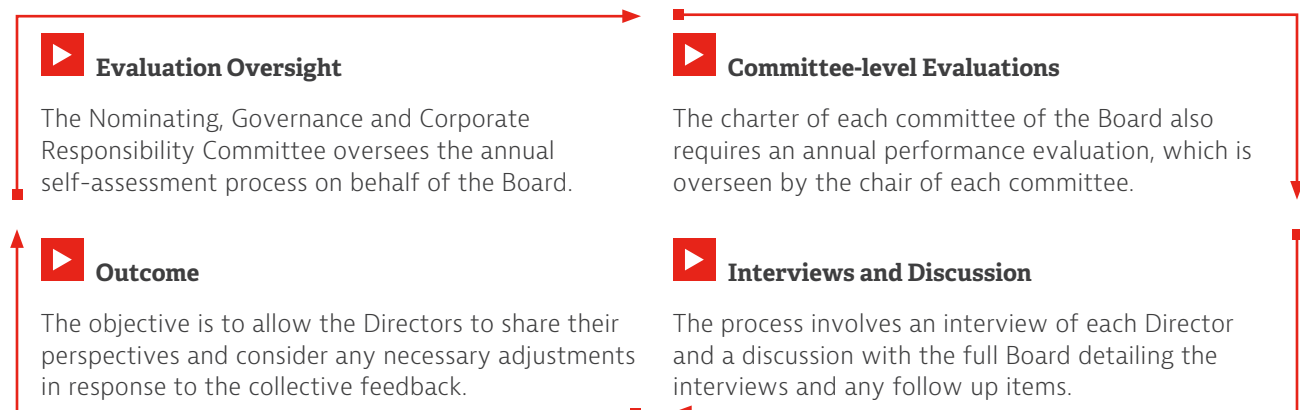 Evaluation Oversight
The Nominating, Governance and Corporate
Responsibility Committee oversees the annual
self-assessment process on behalf of the Board.
Committee-level Evaluations
The charter of each committee of the Board also
requires an annual performance evaluation, which is
overseen by the chair of each committee.
Outcome
The objective is to allow the Directors to share their
perspectives and consider any necessary adjustments
in response to the collective feedback.
Interviews and Discussion
The process involves an interview of each Director
and a discussion with the full Board detailing the
interviews and any follow up items.